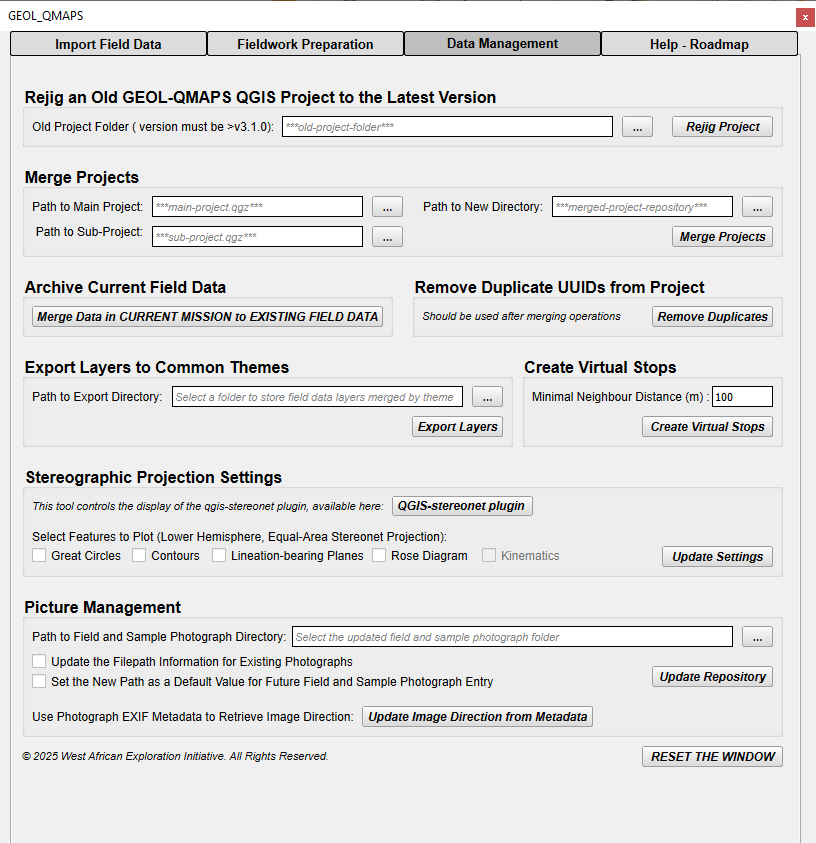 GEOL_QMAPS
x
Import Field Data
Fieldwork Preparation
Data Management
Help - Roadmap
Rejig an Old GEOL-QMAPS QGIS Project to the Latest Version
Old Project Folder ( version must be >v3.1.0): ***old-project-folder*** ... Rejig Project
Merge Projects
Path to Main Project: ***main-project.qgz*** ... Path to New Directory: ***merged-project-repository*** ...
Path to Sub-Project: ***sub-project.qgz*** ... Merge Projects
Archive Current Field Data
Merge Data in CURRENT MISSION to EXISTING FIELD DATA
Remove Duplicate UUIDs from Project
Should be used after merging operations Remove Duplicates
Export Layers to Common Themes
Path to Export Directory: Select a folder to store field data layers merged by theme ...
Export Layers
Create Virtual Stops
Minimal Neighbour Distance (m) : 100
Create Virtual Stops
Stereographic Projection Settings
This tool controls the display of the qgis-stereonet plugin, available here: QGIS-stereonet plugin
Select Features to Plot (Lower Hemisphere, Equal-Area Stereonet Projection):
Great Circles Contours Lineation-bearing Planes Rose Diagram Kinematics Update Settings
Picture Management
Path to Field and Sample Photograph Directory: Select the updated field and sample photograph folder ...
Update the Filepath Information for Existing Photographs
Set the New Path as a Default Value for Future Field and Sample Photograph Entry
Update Repository
Use Photograph EXIF Metadata to Retrieve Image Direction: Update Image Direction from Metadata
© 2025 West African Exploration Initiative. All Rights Reserved. RESET THE WINDOW